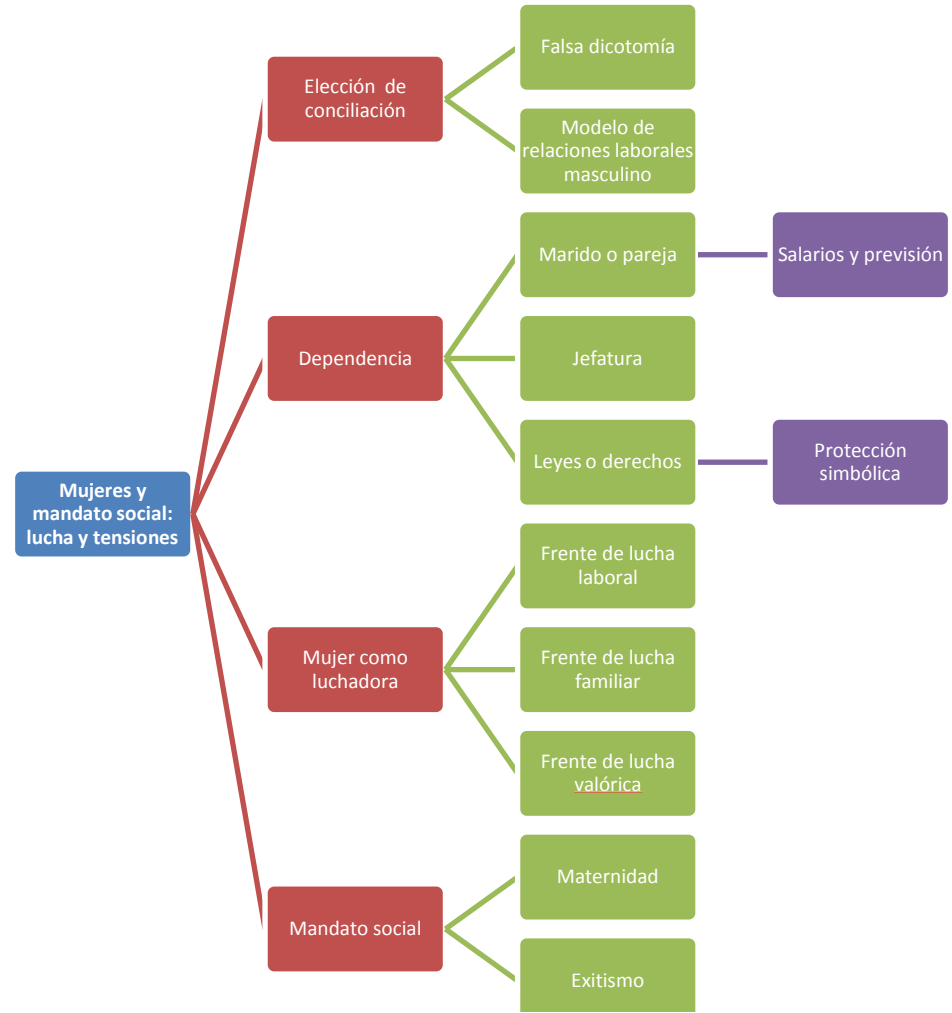 Falsa dicotomía
Elección de
conciliación
Modelo de
relaciones laborales
masculino
Marido o pareja
Salarios y previsión
Dependencia
Jefatura
Leyes o derechos
Protección
simbólica
Mujeres y
mandato social:
lucha y tensiones
Frente de lucha
laboral
Mujer como
luchadora
Frente de lucha
familiar
Frente de lucha
valórica
Maternidad
Mandato social
Exitismo